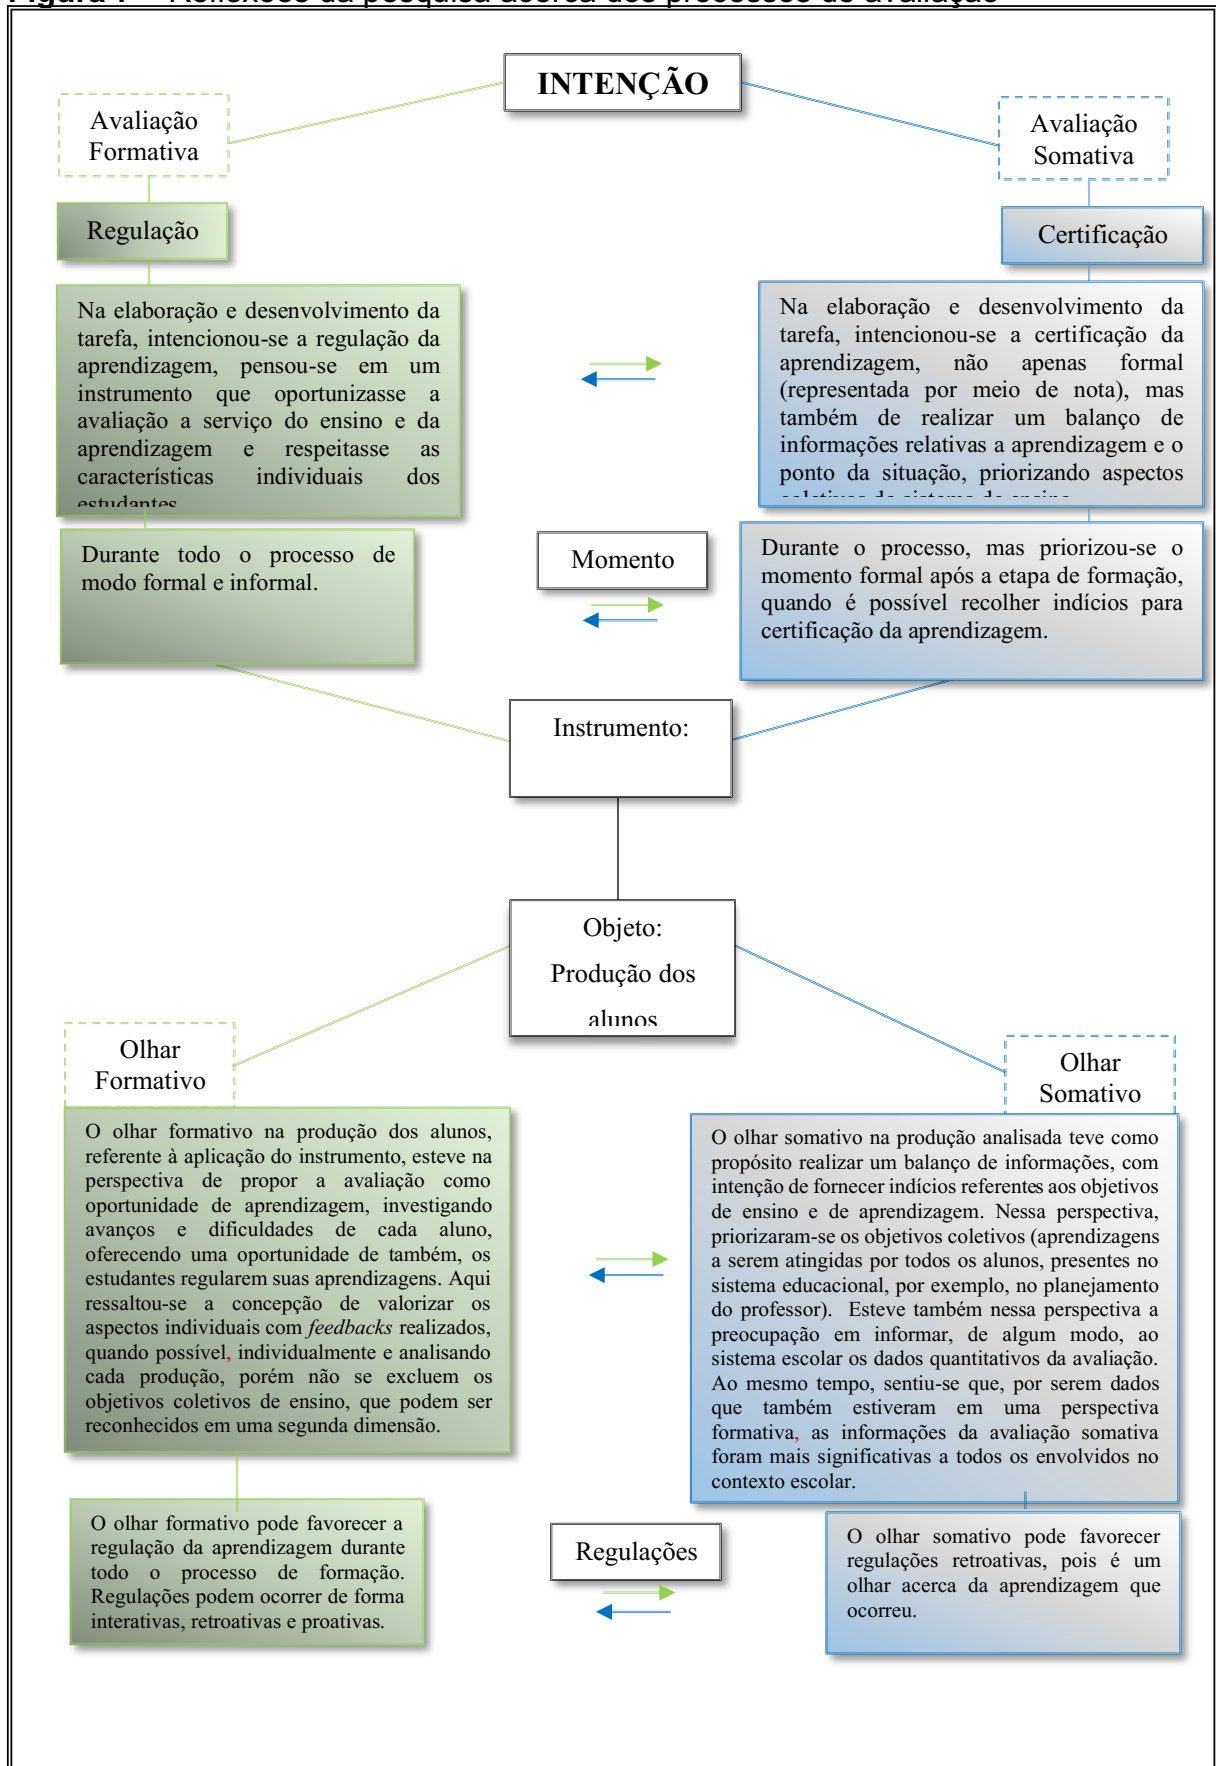 Reflexões da pesquisa acerca dos processos de avaliação
INTENÇÃO
Avaliação
Formativa
Avaliação
Somativa
Regulação
Certificação
Na elaboração e desenvolvimento da
tarefa, intencionou-se a regulação da
aprendizagem, pensou-se em um
instrumento que oportunizasse a
avaliação a serviço do ensino e da
aprendizagem e respeitasse as
características individuais dos
estudantes
Na elaboração e desenvolvimento da
tarefa, intencionou-se a certificação da
aprendizagem, não apenas formal
(representada por meio de nota), mas
também de realizar um balanço de
informações relativas a aprendizagem e o
ponto da situação, priorizando aspectos
coletivos do sistema de ensino
Durante todo o processo de
modo formal e informal.
Momento
Durante o processo, mas priorizou-se o
momento formal após a etapa de formação,
quando é possível recolher indícios para
certificação da aprendizagem.
Instrumento:
Objeto:
Produção dos
alunos
Olhar
Formativo
Olhar
Somativo
O olhar formativo na produção dos alunos,
referente à aplicação do instrumento, esteve na
perspectiva de propor a avaliação como
oportunidade de aprendizagem, investigando
avanços e dificuldades de cada aluno,
oferecendo uma oportunidade de também, os
estudantes regularem suas aprendizagens. Aqui
ressaltou-se a concepção de valorizar os
aspectos individuais com feedbacks realizados,
quando possível, individualmente e analisando
cada produção, porém não se excluem os
objetivos coletivos de ensino, que podem ser
reconhecidos em uma segunda dimensão.
O olhar somativo na produção analisada teve como
propósito realizar um balanço de informações, com
intenção de fornecer indícios referentes aos objetivos
de ensino e de aprendizagem. Nessa perspectiva,
priorizaram-se os objetivos coletivos (aprendizagens
a serem atingidas por todos os alunos, presentes no
sistema educacional, por exemplo, no planejamento
do professor). Esteve também nessa perspectiva a
preocupação em informar, de algum modo, ao
sistema escolar os dados quantitativos da avaliação.
Ao mesmo tempo, sentiu-se que, por serem dados
que também estiveram em uma perspectiva
formativa, as informações da avaliação somativa
foram mais significativas a todos os envolvidos no
contexto escolar.
O olhar formativo pode favorecer a
regulação da aprendizagem durante
todo o processo de formação.
Regulações podem ocorrer de forma
interativas, retroativas e proativas.
Regulações
O olhar somativo pode favorecer
regulações retroativas, pois é um
olhar acerca da aprendizagem que
ocorreu.